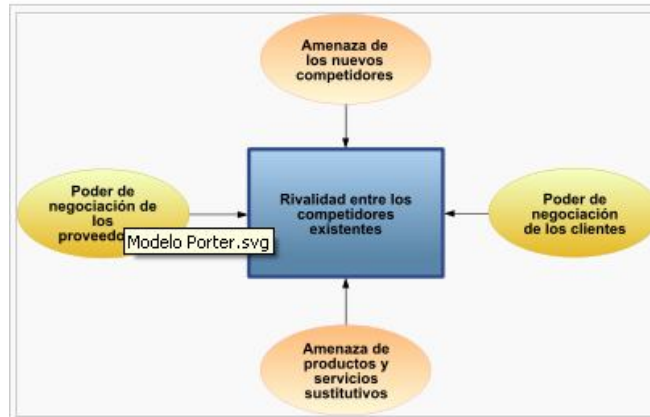 Amenaza de
los nuevos
competidores
Poder de
negociación de
los
proveedo
Modelo Porter.svg
Rivalidad entre los
competidores
existentes
Poder de
negociación
de los clientes
Amenaza de
productos y
servicios
sustitutivos